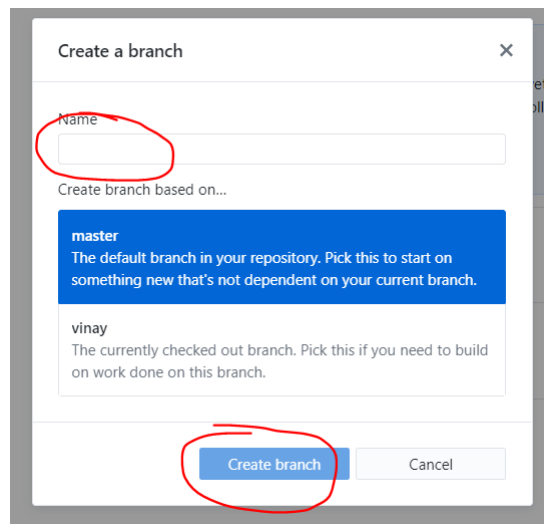 Create a branch
Name
Create branch based on...
master
The default branch in your repository. Pick this to start on
something new that's not dependent on your current branch.
vinay
The currently checked out branch. Pick this if you need to build
on work done on this branch.
Create branch
Cancel